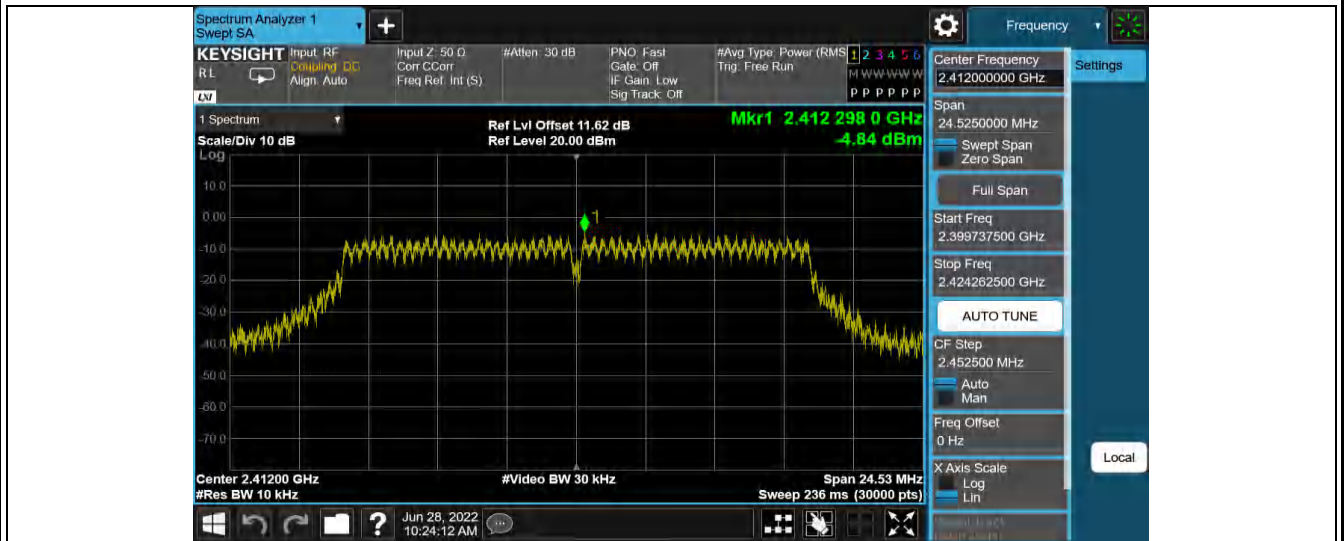 Spectrum Analyzer 1
Swept SA
+
Frequency
KEYSIGHT
RL
LXI
Input: RF
Coupling: DC
Align: Auto
Input Z: 50 Ω
Corr CCorr
Freq Ref: Int (S)
#Atten: 30 dB
PNO: Fast
Gate: Off
IF Gain: Low
Sig Track: Off
#Avg Type: Power (RMS
Trig: Free Run
1 2 3 4 5 6
M W W W W W
P P P P P P
Center Frequency
2.412000000 GHz
Settings
Span
24.5250000 MHz
Swept Span
Zero Span
Full Span
Start Freq
2.399737500 GHz
Stop Freq
2.424262500 GHz
AUTO TUNE
CF Step
2.452500 MHz
Auto
Man
Freq Offset
0 Hz
X Axis Scale
Log
Lin
Local
1 Spectrum
Scale/Div 10 dB
Ref Lvl Offset 11.62 dB
Ref Level 20.00 dBm
Mkr1 2.412 298 0 GHz
-4.84 dBm
Log
10.0
0.00
-10.0
-20.0
-30.0
-40.0
-50.0
-60.0
-70.0
1
Center 2.41200 GHz
#Res BW 10 kHz
#Video BW 30 kHz
Span 24.53 MHz
Sweep 236 ms (30000 pts)
?
Jun 28, 2022
10:24:12 AM